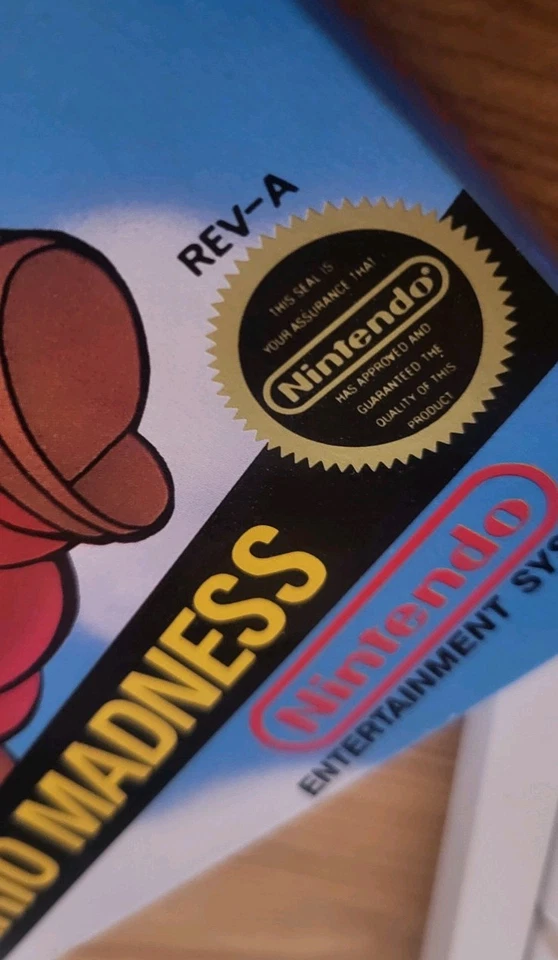 REV-A
THIS SEAL IS
YOUR ASSURANCE THAT
Nintendo®
HAS APPROVED AND
GUARANTEED THE
QUALITY OF THIS
PRODUCT
RIO MADNESS
Nintendo
ENTERTAINMENT SYS